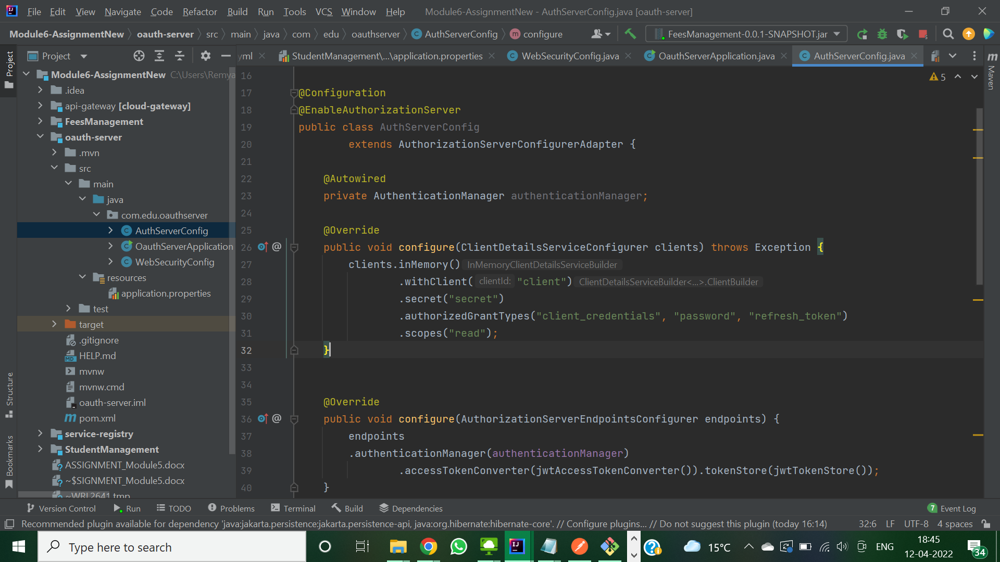 File Edit View Navigate Code Refactor Build Run Tools VCS Window Help Module6-AssignmentNew - AuthServerConfig.java [oauth-server]
Module6-AssignmentNew oauth-server src main java com edu oauthserver AuthServerConfig configure FeesManagement-0.0.1-SNAPSHOT.jar
Project
yml StudentManagement\...\application.properties WebSecurityConfig.java OauthServerApplication.java AuthServerConfig.java
Project
Structure
Bookmarks
Maven
Module6-AssignmentNew C:\Users\Remya
.idea
api-gateway [cloud-gateway]
FeesManagement
oauth-server
.mvn
src
main
java
com.edu.oauthserver
AuthServerConfig
OauthServerApplication
WebSecurityConfig
resources
application.properties
test
target
.gitignore
HELP.md
mvnw
mvnw.cmd
oauth-server.iml
pom.xml
service-registry
StudentManagement
ASSIGNMENT_Module5.docx
~$SIGNMENT_Module5.docx
~WRL2641.tmp
5
16
17 @Configuration
18 @EnableAuthorizationServer
19 public class AuthServerConfig
20 extends AuthorizationServerConfigurerAdapter {
21
22 @Autowired
23 private AuthenticationManager authenticationManager;
24
25 @Override
26 public void configure(ClientDetailsServiceConfigurer clients) throws Exception {
27 clients.inMemory() InMemoryClientDetailsServiceBuilder
28 .withClient( clientId: "client") ClientDetailsServiceBuilder<...>.ClientBuilder
29 .secret("secret")
30 .authorizedGrantTypes("client_credentials", "password", "refresh_token")
31 .scopes("read");
32 }
33
34
35 @Override
36 public void configure(AuthorizationServerEndpointsConfigurer endpoints) {
37 endpoints
38 .authenticationManager(authenticationManager)
39 .accessTokenConverter(jwtAccessTokenConverter()).tokenStore(jwtTokenStore());
40 }
Version Control Run TODO Problems Terminal Build Dependencies 7 Event Log
Recommended plugin available for dependency 'java:jakarta.persistence:jakarta.persistence-api, java:org.hibernate:hibernate-core'. // Configure plugins... // Do not suggest this plugin (today 16:14) 32:6 LF UTF-8 4 spaces
Type here to search
15°C
ENG
18:45
12-04-2022
34